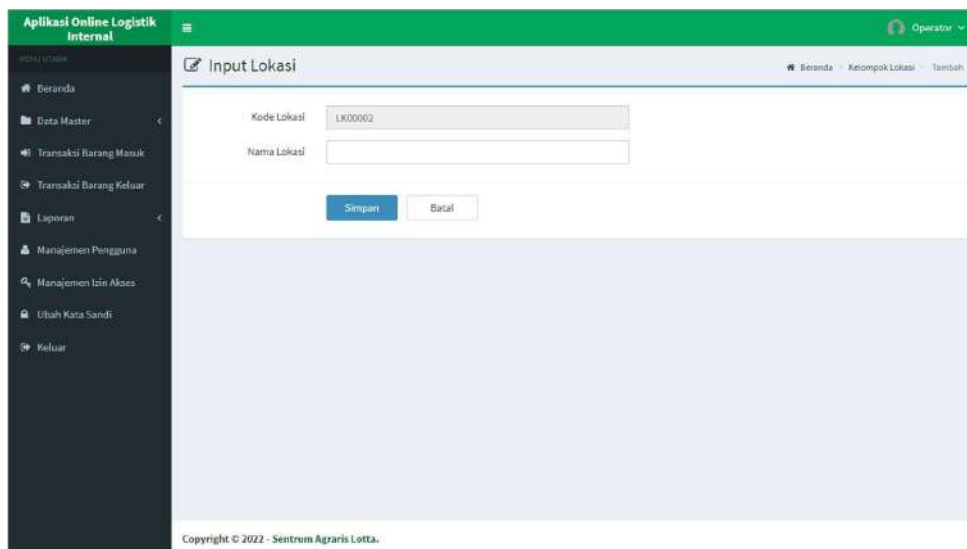 Aplikasi Online Logistik
Internal
Operator
MENU UTAMA
Input Lokasi
Beranda > Kelompok Lokasi > Tambah
Beranda
Data Master
Transaksi Barang Masuk
Transaksi Barang Keluar
Laporan
Manajemen Pengguna
Manajemen Izin Akses
Ubah Kata Sandi
Keluar
Kode Lokasi LK00002
Nama Lokasi
Simpan Batal
Copyright © 2022 - Sentrum Agraris Lotta.